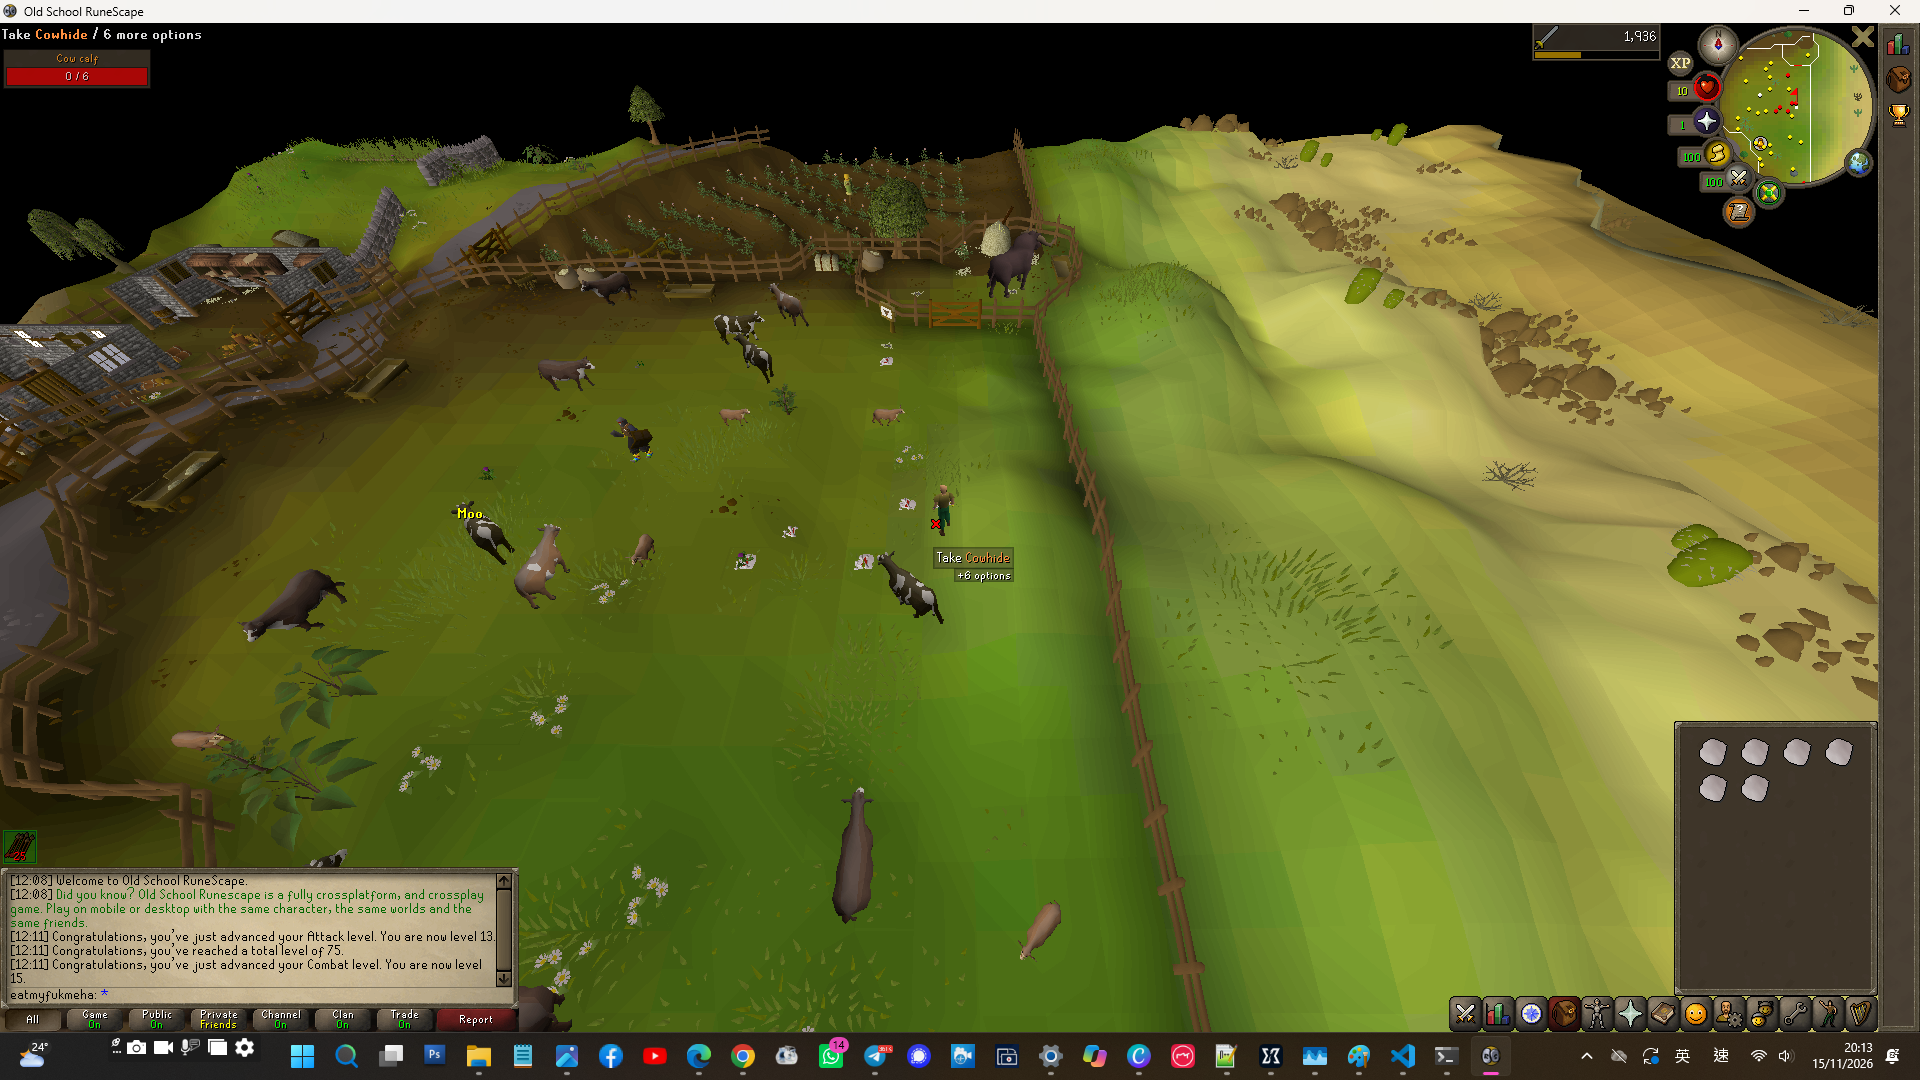 Old School RuneScape
Take Cowhide / 6 more options
Cow calf
0 / 6
1,936
N
XP
10
1
100
100
Moo
Take Cowhide
+6 options
29
[12:08] Welcome to Old School RuneScape.
[12:08] Did you know? Old School Runescape is a fully crossplatform, and crossplay
game. Play on mobile or desktop with the same character, the same worlds and the
same friends.
[12:11] Congratulations, you've just advanced your Attack level. You are now level 13.
[12:11] Congratulations, you've reached a total level of 75.
[12:11] Congratulations, you've just advanced your Combat level. You are now level
15.
eatmyfukmeha: *
All
Game
On
Public
On
Private
Friends
Channel
On
Clan
On
Trade
On
Report
24°
Ps
14
英
速
20:13
15/11/2026